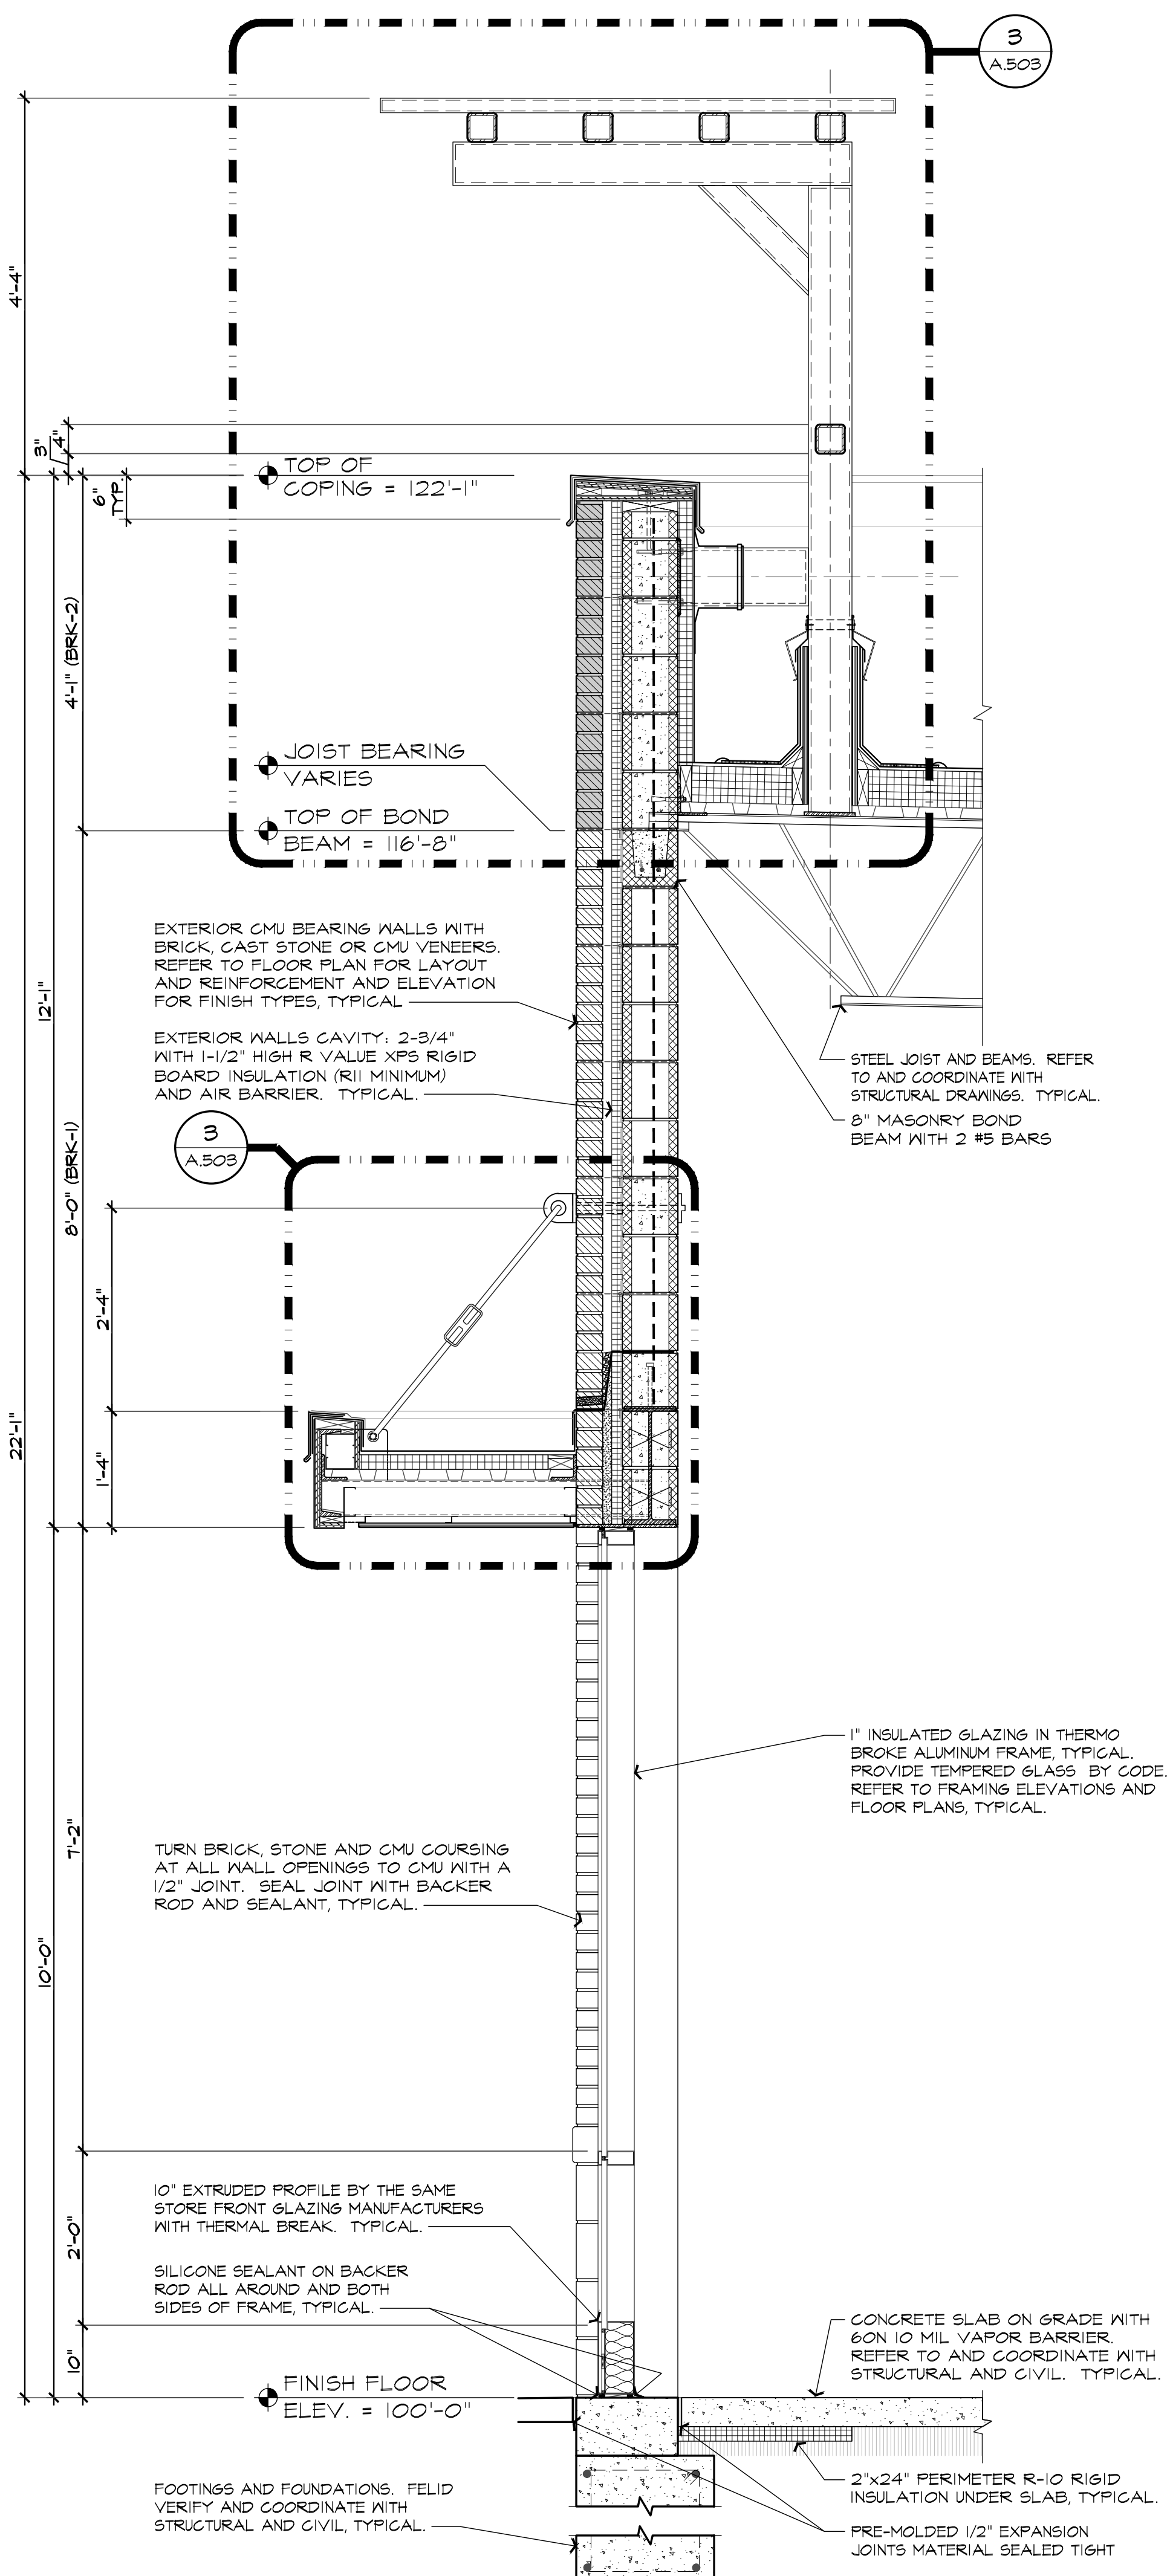 3
A.503
4'-4"
3"
4"
TOP OF
COPING = 122'-1"
6"
TYP.
4'-1" (BRK-2)
JOIST BEARING
VARIES
TOP OF BOND
BEAM = 116'-8"
EXTERIOR CMU BEARING WALLS WITH
BRICK, CAST STONE OR CMU VENEERS.
REFER TO FLOOR PLAN FOR LAYOUT
AND REINFORCEMENT AND ELEVATION
FOR FINISH TYPES, TYPICAL
12'-1"
EXTERIOR WALLS CAVITY: 2-3/4"
WITH 1-1/2" HIGH R VALUE XPS RIGID
BOARD INSULATION (R11 MINIMUM)
AND AIR BARRIER. TYPICAL.
STEEL JOIST AND BEAMS. REFER
TO AND COORDINATE WITH
STRUCTURAL DRAWINGS. TYPICAL.
8" MASONRY BOND
BEAM WITH 2 #5 BARS
3
A.503
8'-0" (BRK-1)
2'-4"
22'-1"
1'-4"
1" INSULATED GLAZING IN THERMO
BROKE ALUMINUM FRAME, TYPICAL.
PROVIDE TEMPERED GLASS BY CODE.
REFER TO FRAMING ELEVATIONS AND
FLOOR PLANS, TYPICAL.
7'-2"
TURN BRICK, STONE AND CMU COURSING
AT ALL WALL OPENINGS TO CMU WITH A
1/2" JOINT. SEAL JOINT WITH BACKER
ROD AND SEALANT, TYPICAL.
10'-0"
10" EXTRUDED PROFILE BY THE SAME
STORE FRONT GLAZING MANUFACTURERS
WITH THERMAL BREAK. TYPICAL.
2'-0"
SILICONE SEALANT ON BACKER
ROD ALL AROUND AND BOTH
SIDES OF FRAME, TYPICAL.
CONCRETE SLAB ON GRADE WITH
60N 10 MIL VAPOR BARRIER.
REFER TO AND COORDINATE WITH
STRUCTURAL AND CIVIL. TYPICAL.
10"
FINISH FLOOR
ELEV. = 100'-0"
2"x24" PERIMETER R-10 RIGID
INSULATION UNDER SLAB, TYPICAL.
FOOTINGS AND FOUNDATIONS. FELID
VERIFY AND COORDINATE WITH
STRUCTURAL AND CIVIL, TYPICAL.
PRE-MOLDED 1/2" EXPANSION
JOINTS MATERIAL SEALED TIGHT